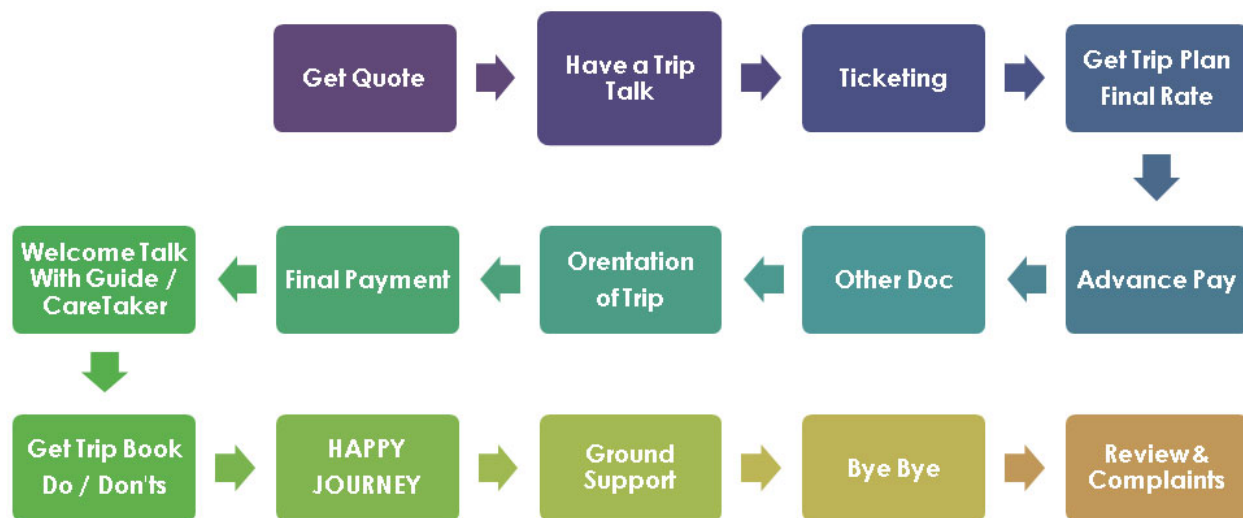 Get Quote
Have a Trip
Talk
Ticketing
Get Trip Plan
Final Rate
Advance Pay
Other Doc
Orentation
of Trip
Final Payment
Welcome Talk
With Guide /
CareTaker
Get Trip Book
Do / Don'ts
HAPPY
JOURNEY
Ground
Support
Bye Bye
Review &
Complaints